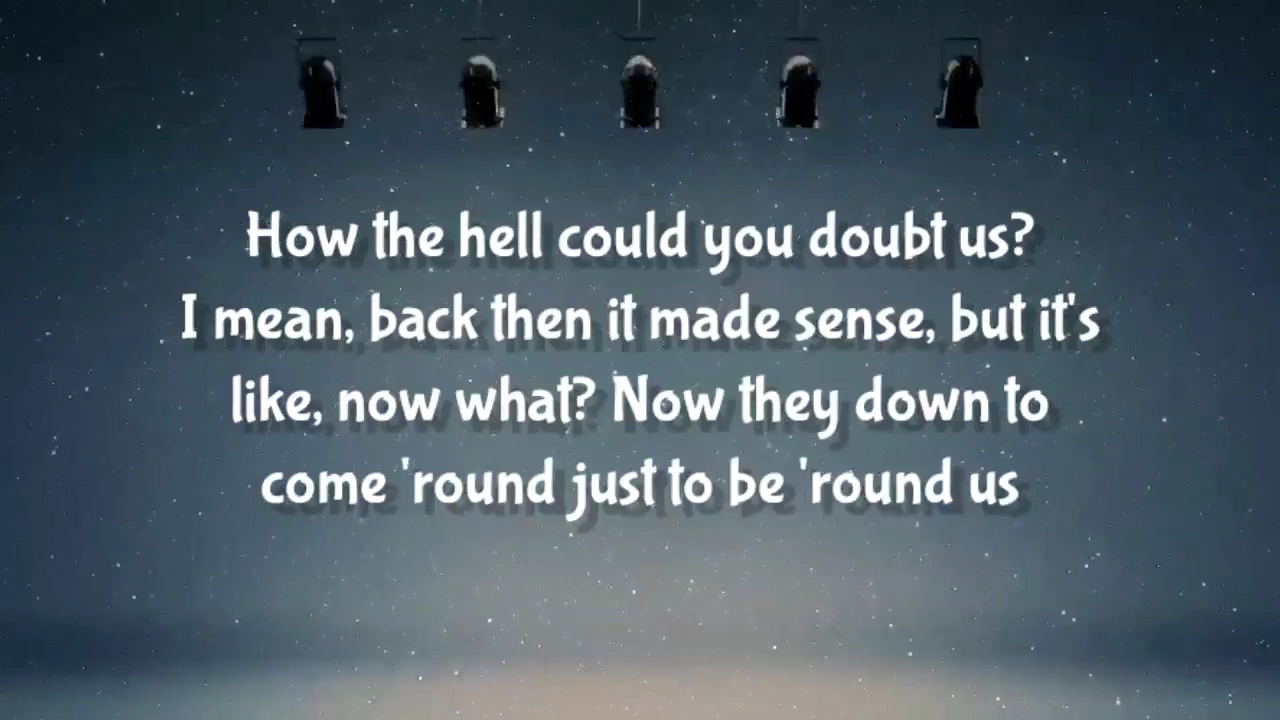 How the hell could you doubt us?
I mean, back then it made sense, but it's
like, now what? Now they down to
come 'round just to be 'round us